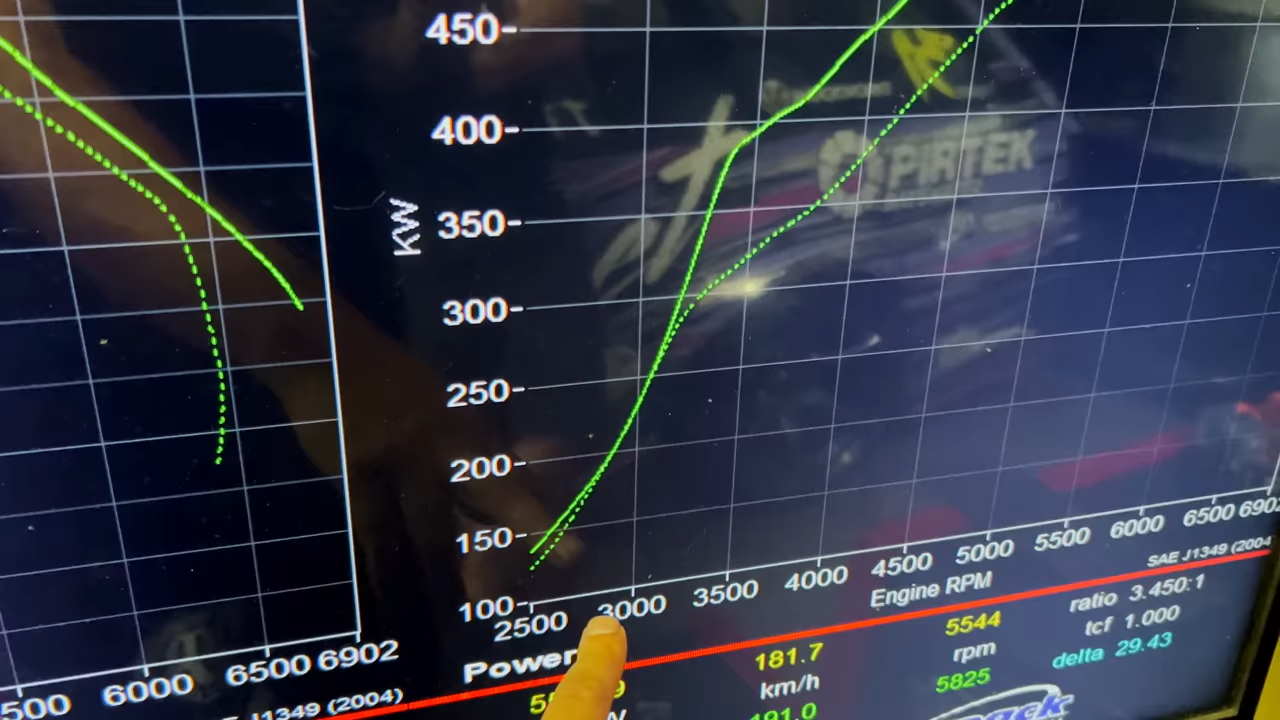 450-
400-
350-
300-
250-
200-
150-
100-
KW
2500 3000 3500 4000 4500 5000 5500 6000 6500 6902
Engine RPM
SAE J1349 (2004
6000 6500 6902
J1349 (2004)
Power
181.7
km/h
191.0
5544
rpm
5825
ratio 3.450:1
tcf 1.000
delta 29.43
PIRTEK